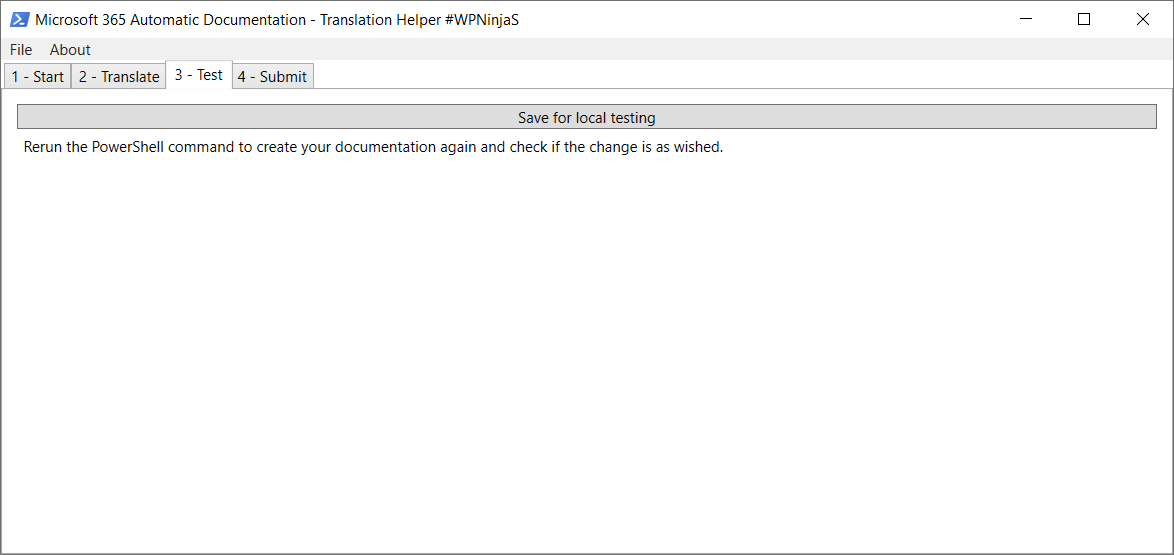 Microsoft 365 Automatic Documentation - Translation Helper #WPNinjaS
File About
1 - Start 2 - Translate 3 - Test 4 - Submit
Save for local testing
Rerun the PowerShell command to create your documentation again and check if the change is as wished.